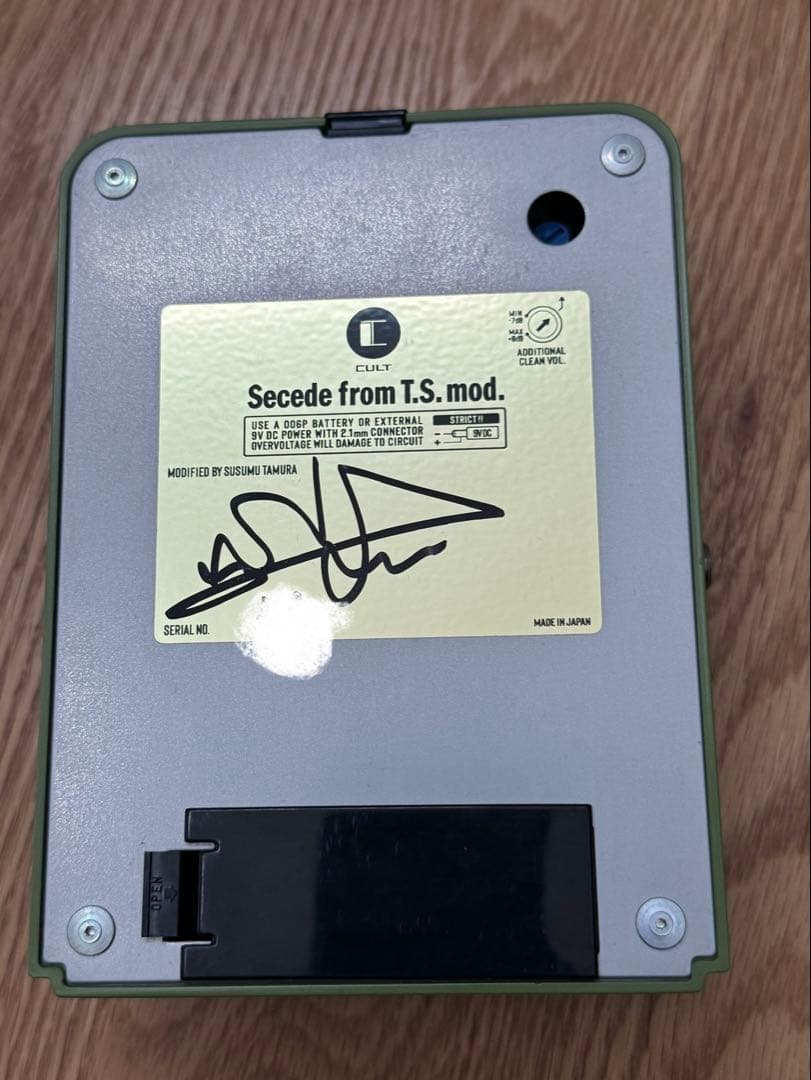 CULT
MIN
-7dB
MAX
+8dB
ADDITIONAL
CLEAN VOL.
Secede from T.S. mod.
USE A 006P BATTERY OR EXTERNAL
9V DC POWER WITH 2.1mm CONNECTOR
OVERVOLTAGE WILL DAMAGE TO CIRCUIT
STRICT!!
- 9VDC
+
MODIFIED BY SUSUMU TAMURA
SERIAL NO.
MADE IN JAPAN
OPEN